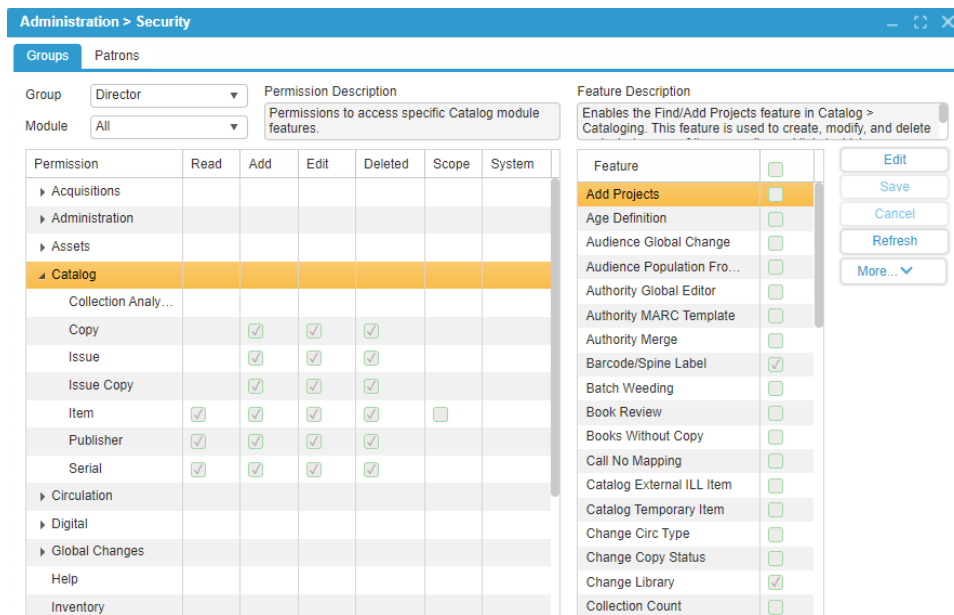 Administration > Security
Groups Patrons
Group Director
Module All
Permission Description
Permissions to access specific Catalog module
features.
Feature Description
Enables the Find/Add Projects feature in Catalog >
Cataloging. This feature is used to create, modify, and delete
Permission Read Add Edit Deleted Scope System
Acquisitions
Administration
Assets
Catalog
Collection Analy...
Copy
Issue
Issue Copy
Item
Publisher
Serial
Circulation
Digital
Global Changes
Help
Inventory
Feature
Add Projects
Age Definition
Audience Global Change
Audience Population Fro...
Authority Global Editor
Authority MARC Template
Authority Merge
Barcode/Spine Label
Batch Weeding
Book Review
Books Without Copy
Call No Mapping
Catalog External ILL Item
Catalog Temporary Item
Change Circ Type
Change Copy Status
Change Library
Collection Count
Edit
Save
Cancel
Refresh
More...